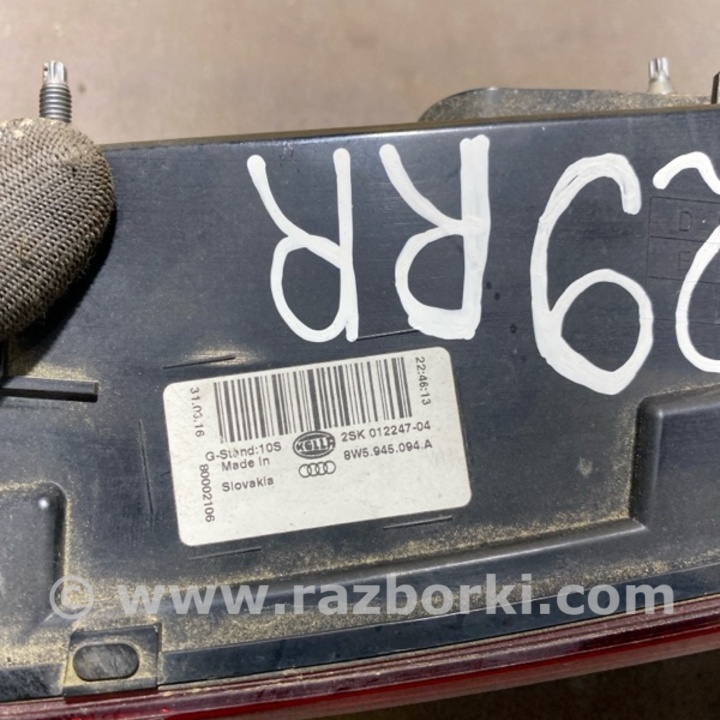 29RR
31.03.16
22:46:13
G-Stand:10S
Made in
Slovakia
80002106
HELLA
2SK 012247-04
8W5.945.094.A
© www.razborki.com